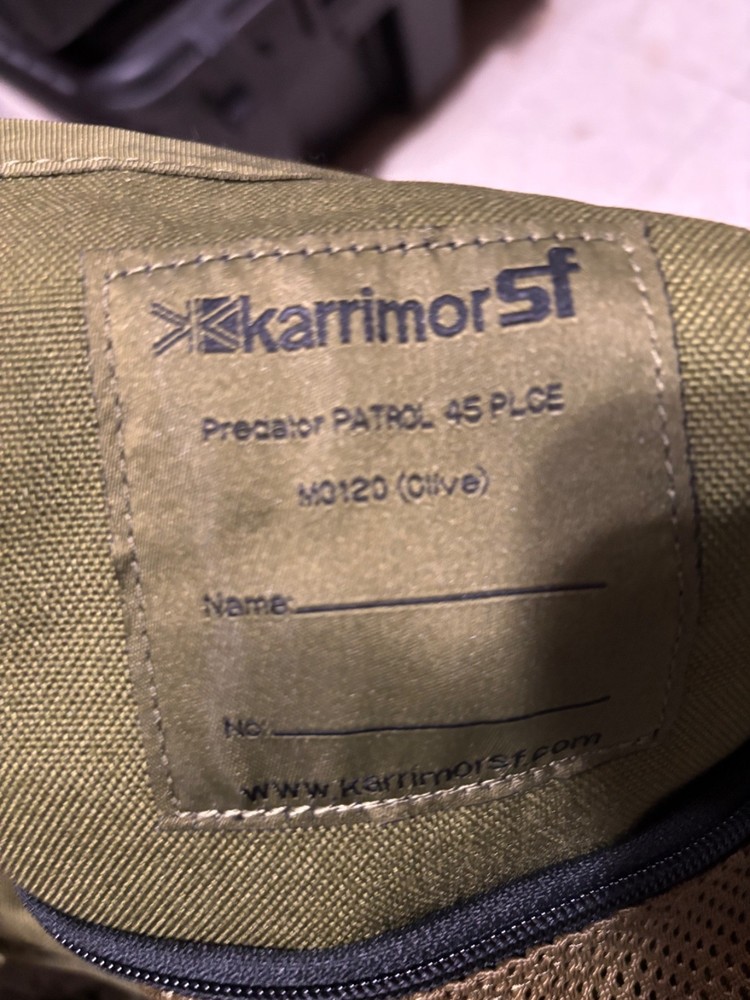 karrimor sf
Predator PATROL 45 PLCE
M0120 (Olive)
Name:
No:
www.karrimorsf.com